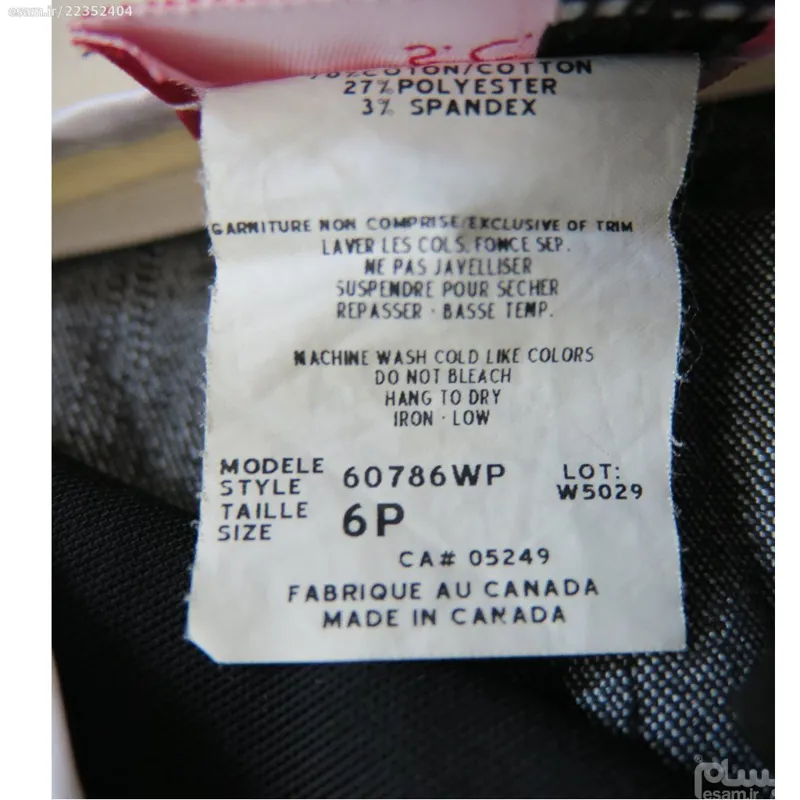 esam.ir/22352404
COTON/COTTON
27% POLYESTER
3% SPANDEX
GARNITURE NON COMPRISE/EXCLUSIVE OF TRIM
LAVER LES COLS. FONCE SEP.
NE PAS JAVELLISER
SUSPENDRE POUR SECHER
REPASSER · BASSE TEMP.
MACHINE WASH COLD LIKE COLORS
DO NOT BLEACH
HANG TO DRY
IRON · LOW
MODELE
STYLE 60786WP LOT:
W5029
TAILLE
SIZE 6P
CA# 05249
FABRIQUE AU CANADA
MADE IN CANADA
esam.ir